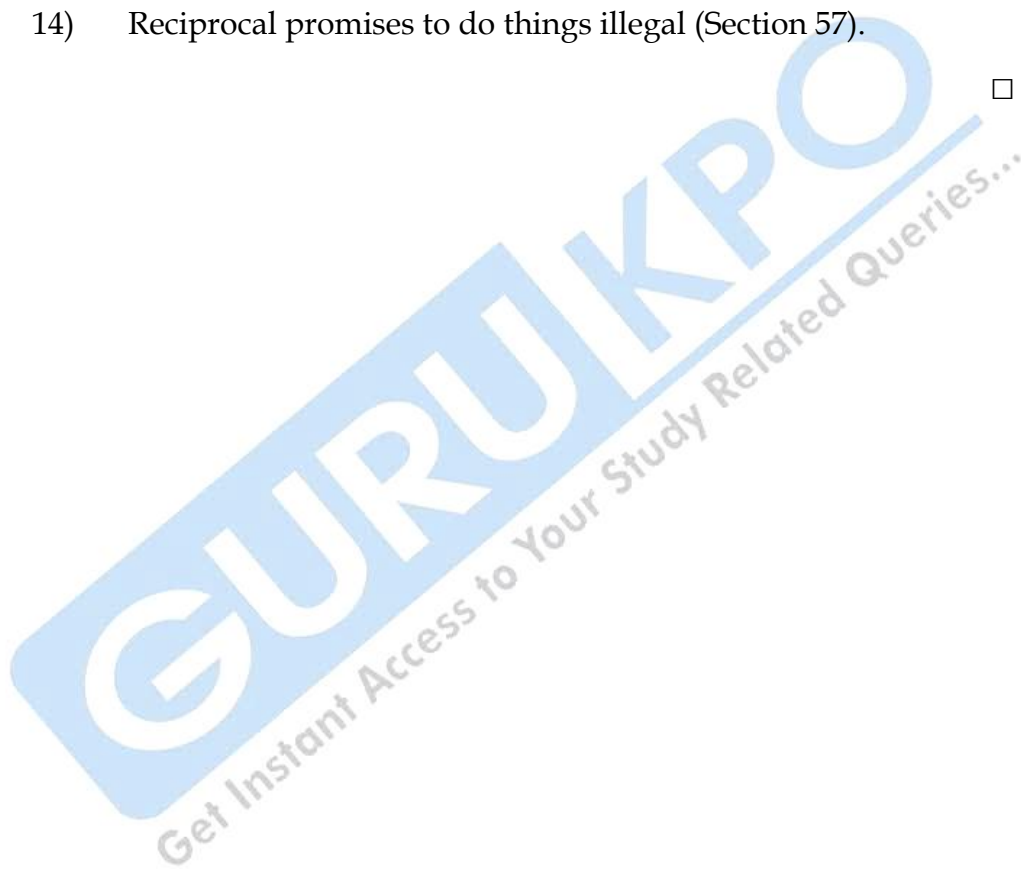 14) Reciprocal promises to do things illegal (Section 57).
□
GURUKPO
Get Instant Access to Your Study Related Queries...